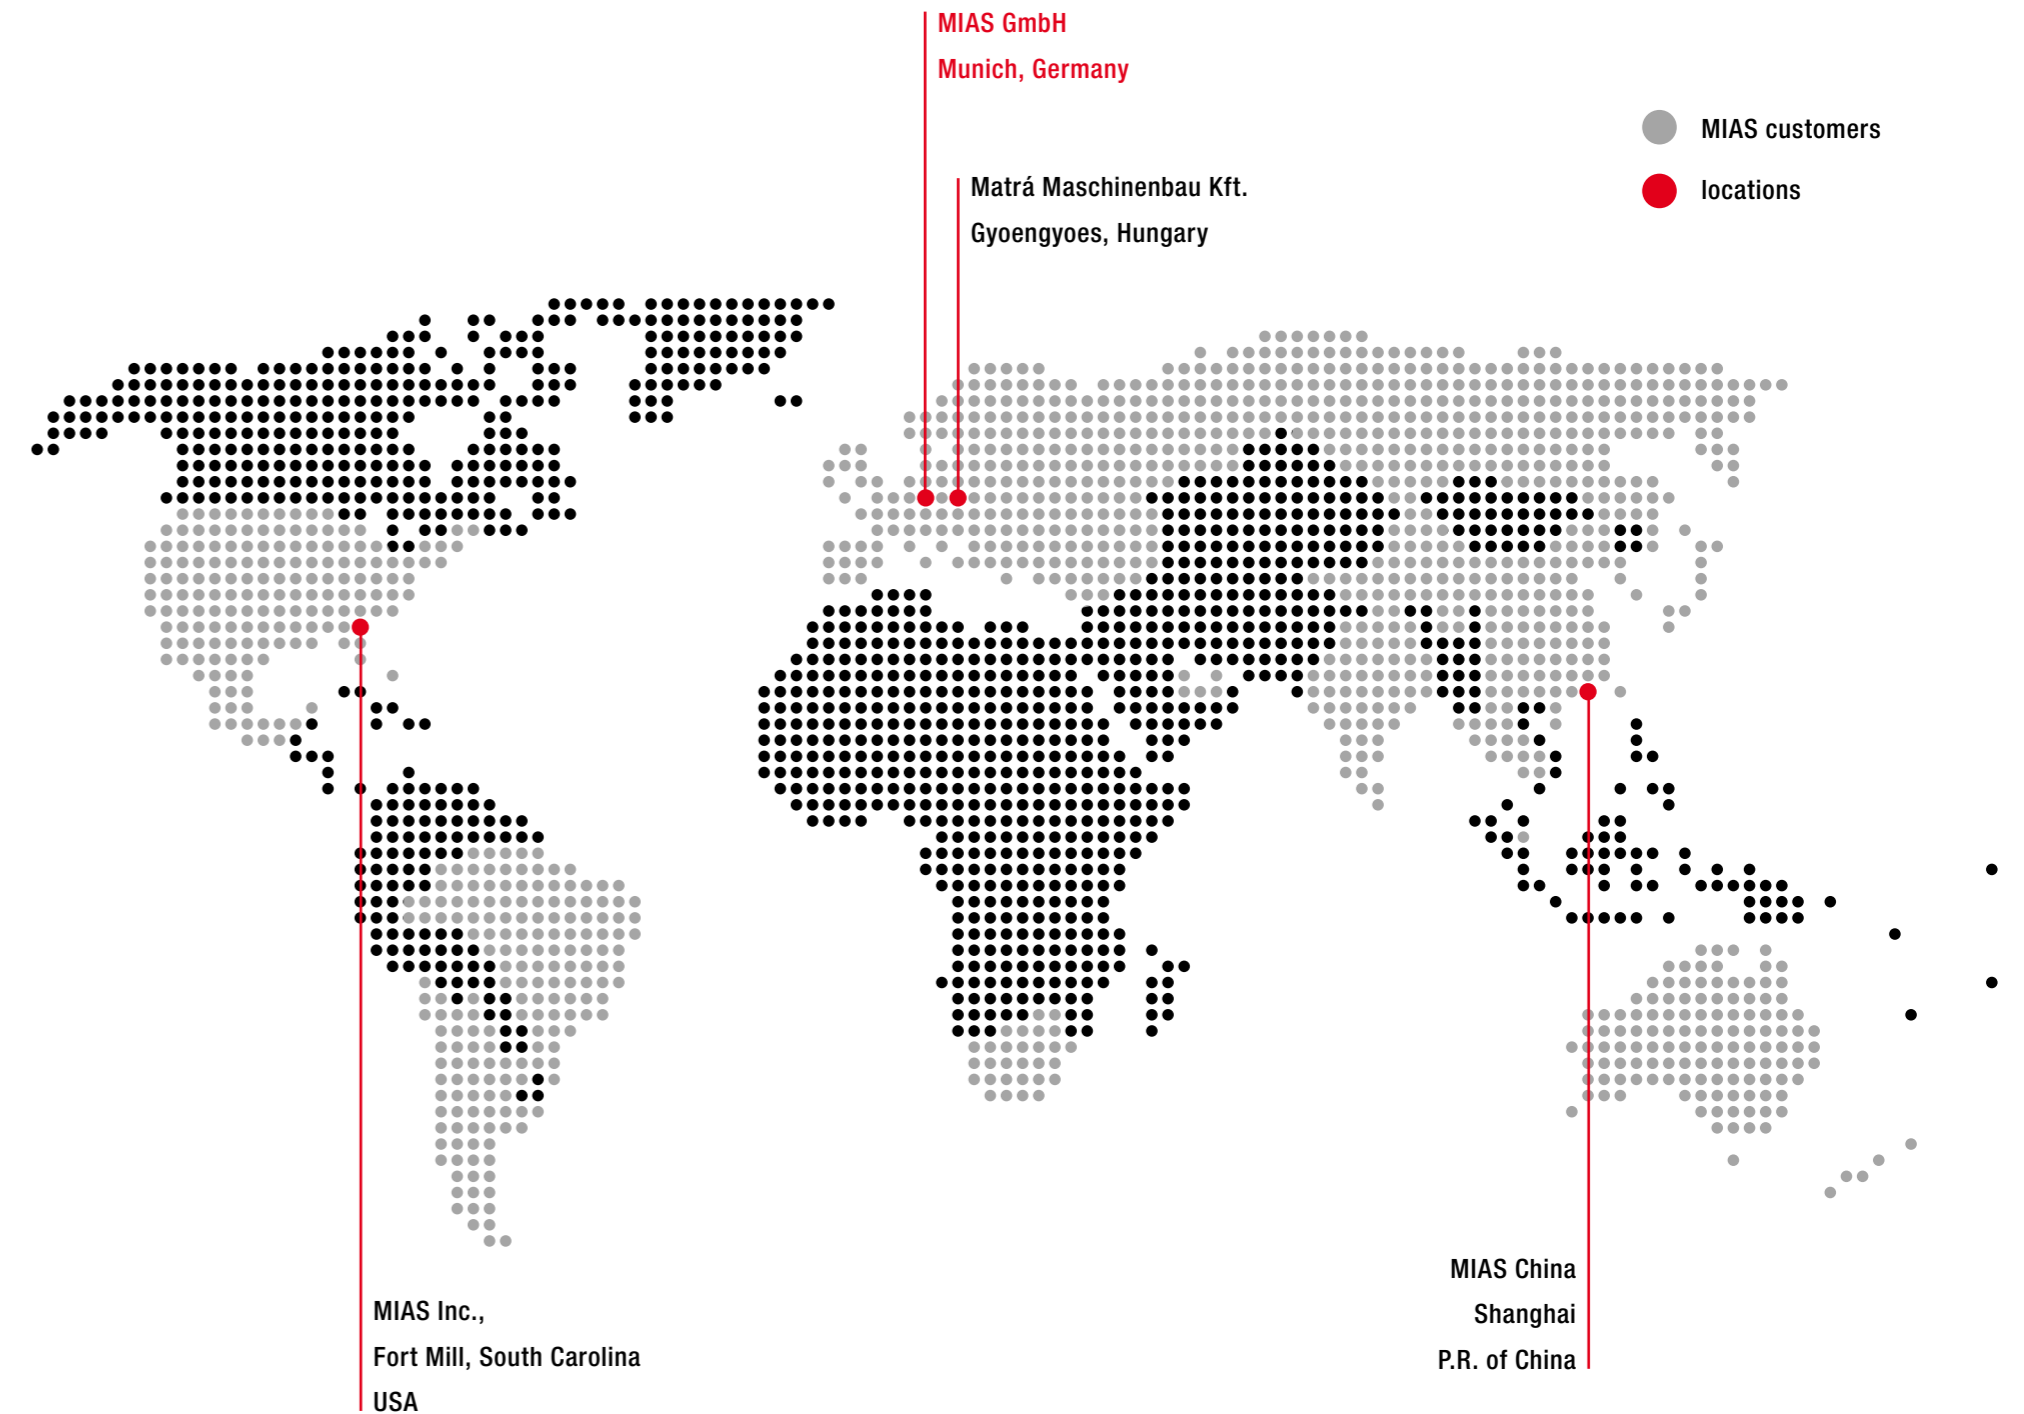 MIAS GmbH
Munich, Germany
MIAS customers
locations
Matrá Maschinenbau Kft.
Gyoengyoes, Hungary
MIAS Inc.,
Fort Mill, South Carolina
USA
MIAS China
Shanghai
P.R. of China